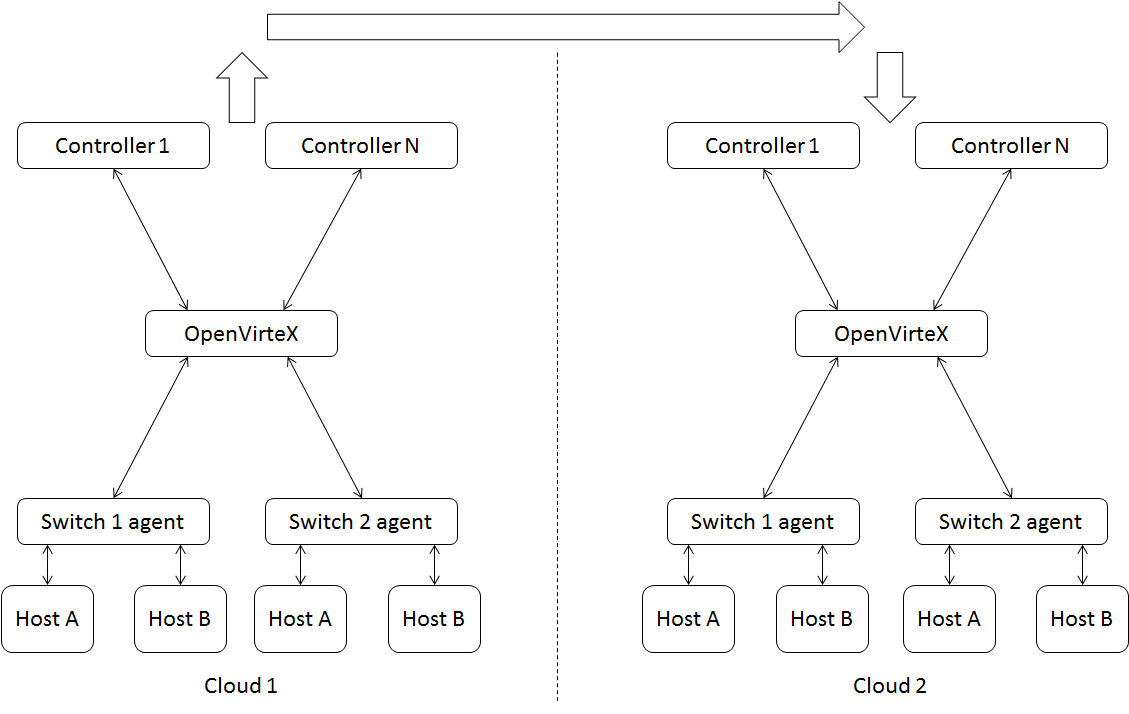 Controller 1
Controller N
Controller 1
Controller N
OpenVirteX
OpenVirteX
Switch 1 agent
Switch 2 agent
Switch 1 agent
Switch 2 agent
Host A
Host B
Host A
Host B
Host A
Host B
Host A
Host B
Cloud 1
Cloud 2